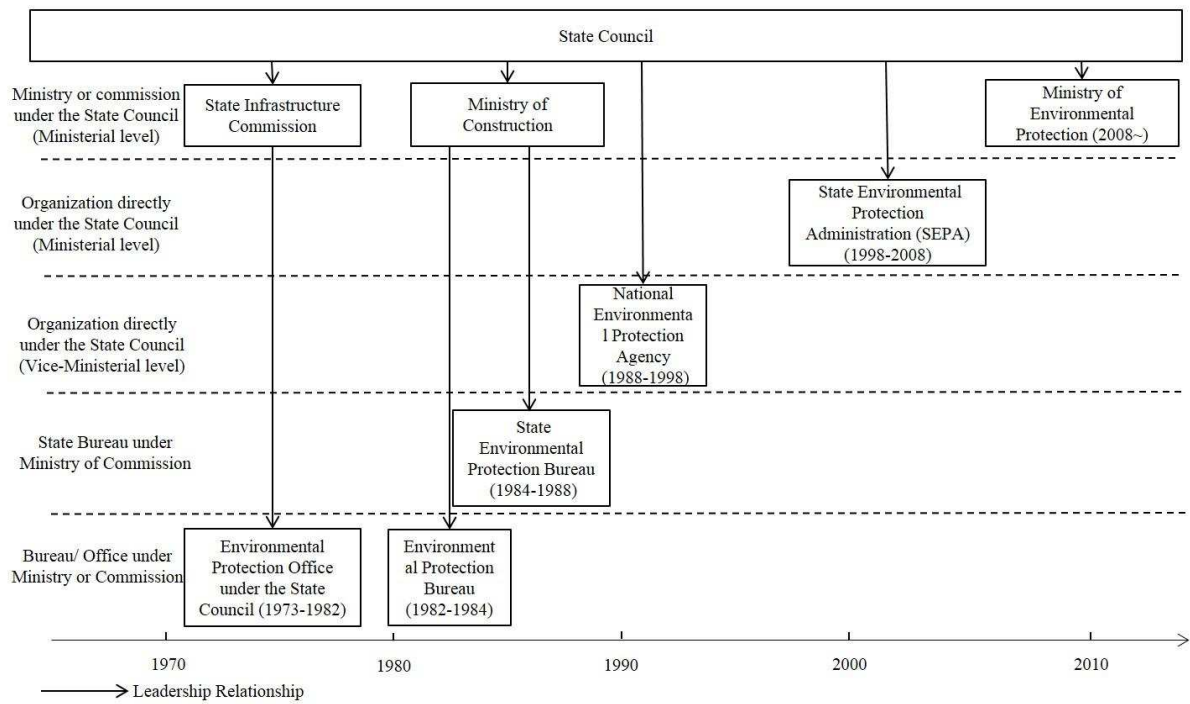 State Council
Ministry or commission
under the State Council
(Ministerial level)
State Infrastructure
Commission
Ministry of
Construction
Ministry of
Environmental
Protection (2008~)
Organization directly
under the State Council
(Ministerial level)
State Environmental
Protection
Administration (SEPA)
(1998-2008)
Organization directly
under the State Council
(Vice-Ministerial level)
National
Environmenta
l Protection
Agency
(1988-1998)
State Bureau under
Ministry of Commission
State
Environmental
Protection Bureau
(1984-1988)
Bureau/ Office under
Ministry or Commission
Environmental
Protection Office
under the State
Council (1973-1982)
Environment
al Protection
Bureau
(1982-1984)
1970
1980
1990
2000
2010
Leadership Relationship